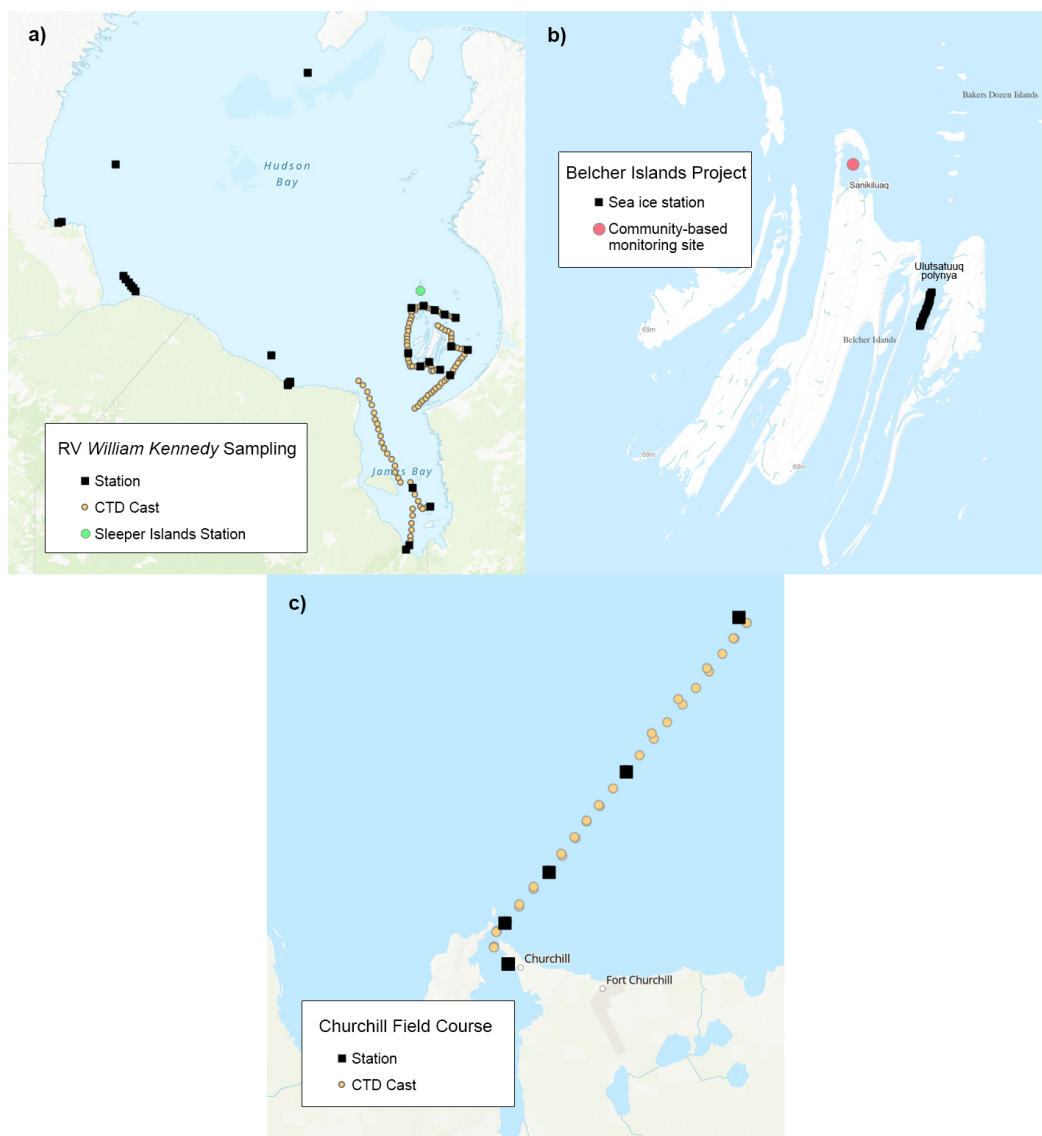 a)
Hudson
Bay
James Bay
RV William Kennedy Sampling
Station
CTD Cast
Sleeper Islands Station
b)
Bakers Dozen Islands
Belcher Islands Project
Sea ice station
Community-based
monitoring site
Sanikiluaq
Ulutsatuuq
polynya
68m
Belcher Islands
68m
68m
c)
Churchill
Fort Churchill
Churchill Field Course
Station
CTD Cast